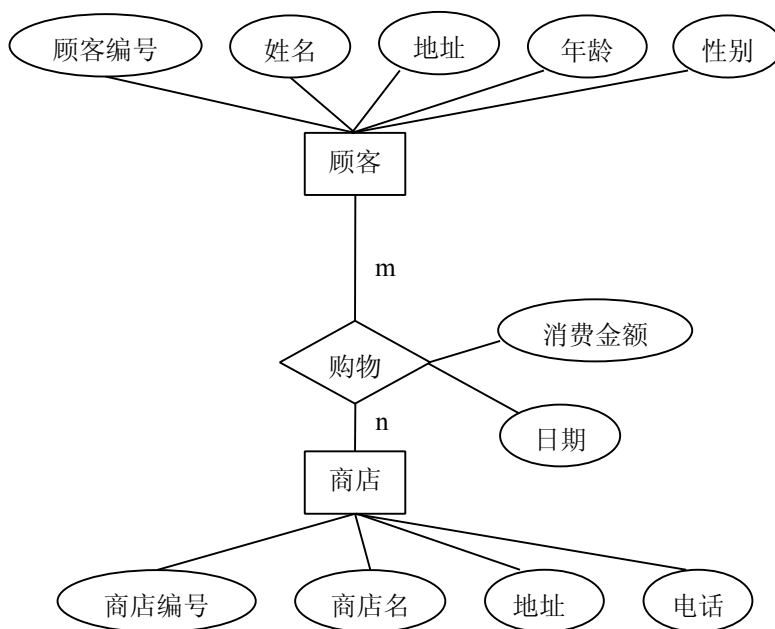 顾客编号 姓名 地址 年龄 性别
顾客
m
消费金额
购物
n
日期
商店
商店编号 商店名 地址 电话